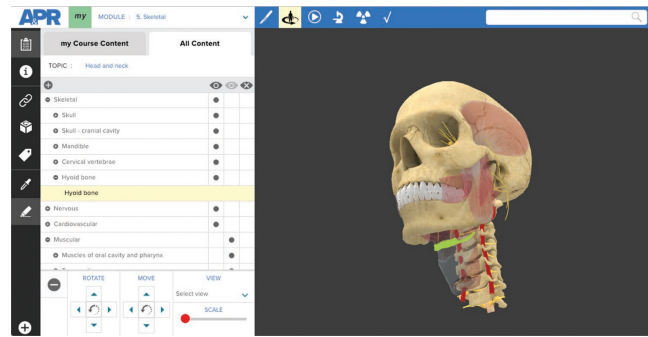 AP&R my MODULE : 5. Skeletal
my Course Content All Content
TOPIC : Head and neck
Skeletal
Skull
Skull - cranial cavity
Mandible
Cervical vertebrae
Hyoid bone
Hyoid bone
Nervous
Cardiovascular
Muscular
Muscles of oral cavity and pharynx
ROTATE MOVE VIEW
Select view
SCALE